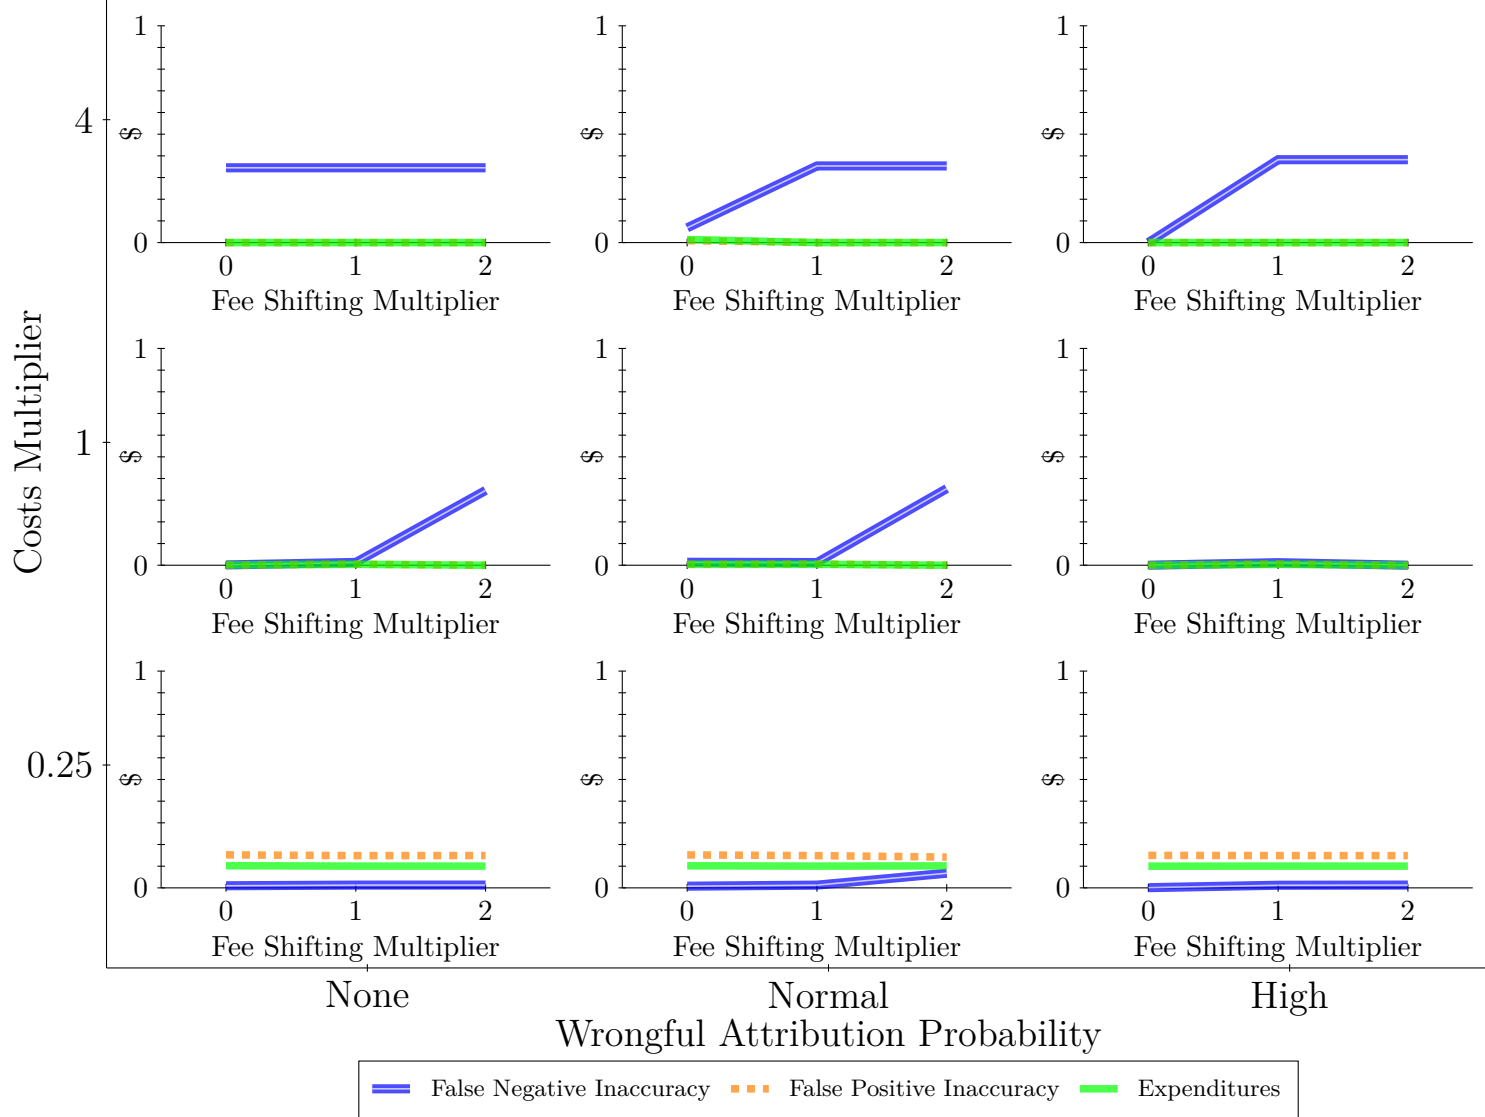 Costs Multiplier
4
1
$
0
0 1 2
Fee Shifting Multiplier
1
$
0
0 1 2
Fee Shifting Multiplier
1
$
0
0 1 2
Fee Shifting Multiplier
1
1
$
0
0 1 2
Fee Shifting Multiplier
1
$
0
0 1 2
Fee Shifting Multiplier
1
$
0
0 1 2
Fee Shifting Multiplier
0.25
1
$
0
0 1 2
Fee Shifting Multiplier
1
$
0
0 1 2
Fee Shifting Multiplier
1
$
0
0 1 2
Fee Shifting Multiplier
None Normal High
Wrongful Attribution Probability
False Negative Inaccuracy False Positive Inaccuracy Expenditures